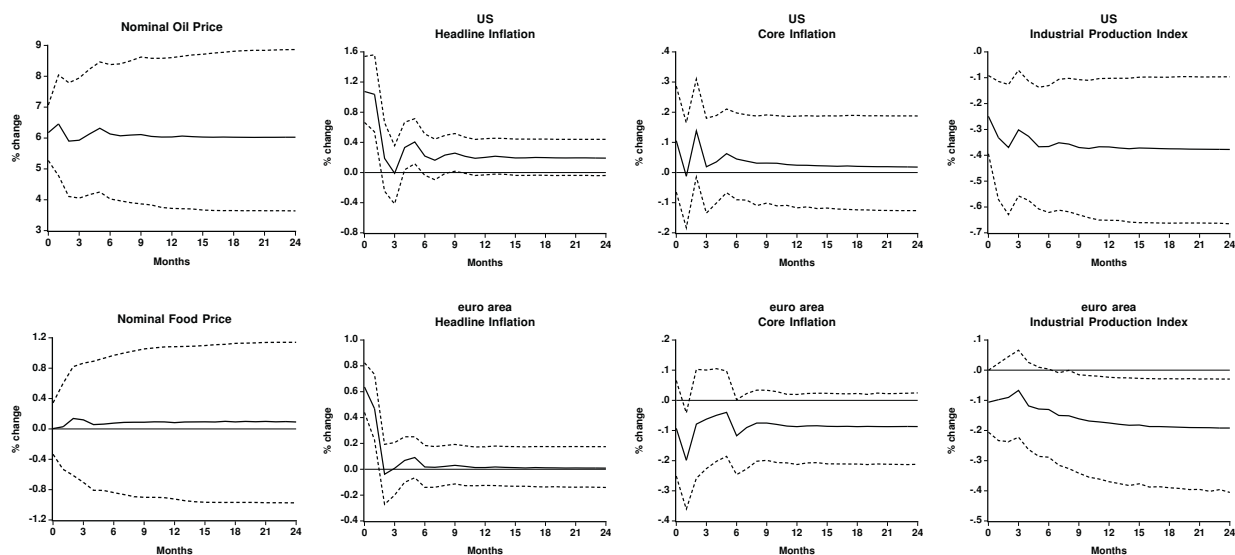 Nominal Oil Price
% change
9
8
7
6
5
4
3
0 3 6 9 12 15 18 21 24
Months
US
Headline Inflation
% change
1.6
1.2
0.8
0.4
0.0
-0.4
-0.8
0 3 6 9 12 15 18 21 24
Months
US
Core Inflation
% change
.4
.3
.2
.1
.0
-.1
-.2
0 3 6 9 12 15 18 21 24
Months
US
Industrial Production Index
% change
.0
-.1
-.2
-.3
-.4
-.5
-.6
-.7
0 3 6 9 12 15 18 21 24
Months
Nominal Food Price
% change
1.2
0.8
0.4
0.0
-0.4
-0.8
-1.2
0 3 6 9 12 15 18 21 24
Months
euro area
Headline Inflation
% change
1.0
0.8
0.6
0.4
0.2
0.0
-0.2
-0.4
0 3 6 9 12 15 18 21 24
Months
euro area
Core Inflation
% change
.2
.1
.0
-.1
-.2
-.3
-.4
0 3 6 9 12 15 18 21 24
Months
euro area
Industrial Production Index
% change
.1
.0
-.1
-.2
-.3
-.4
-.5
0 3 6 9 12 15 18 21 24
Months